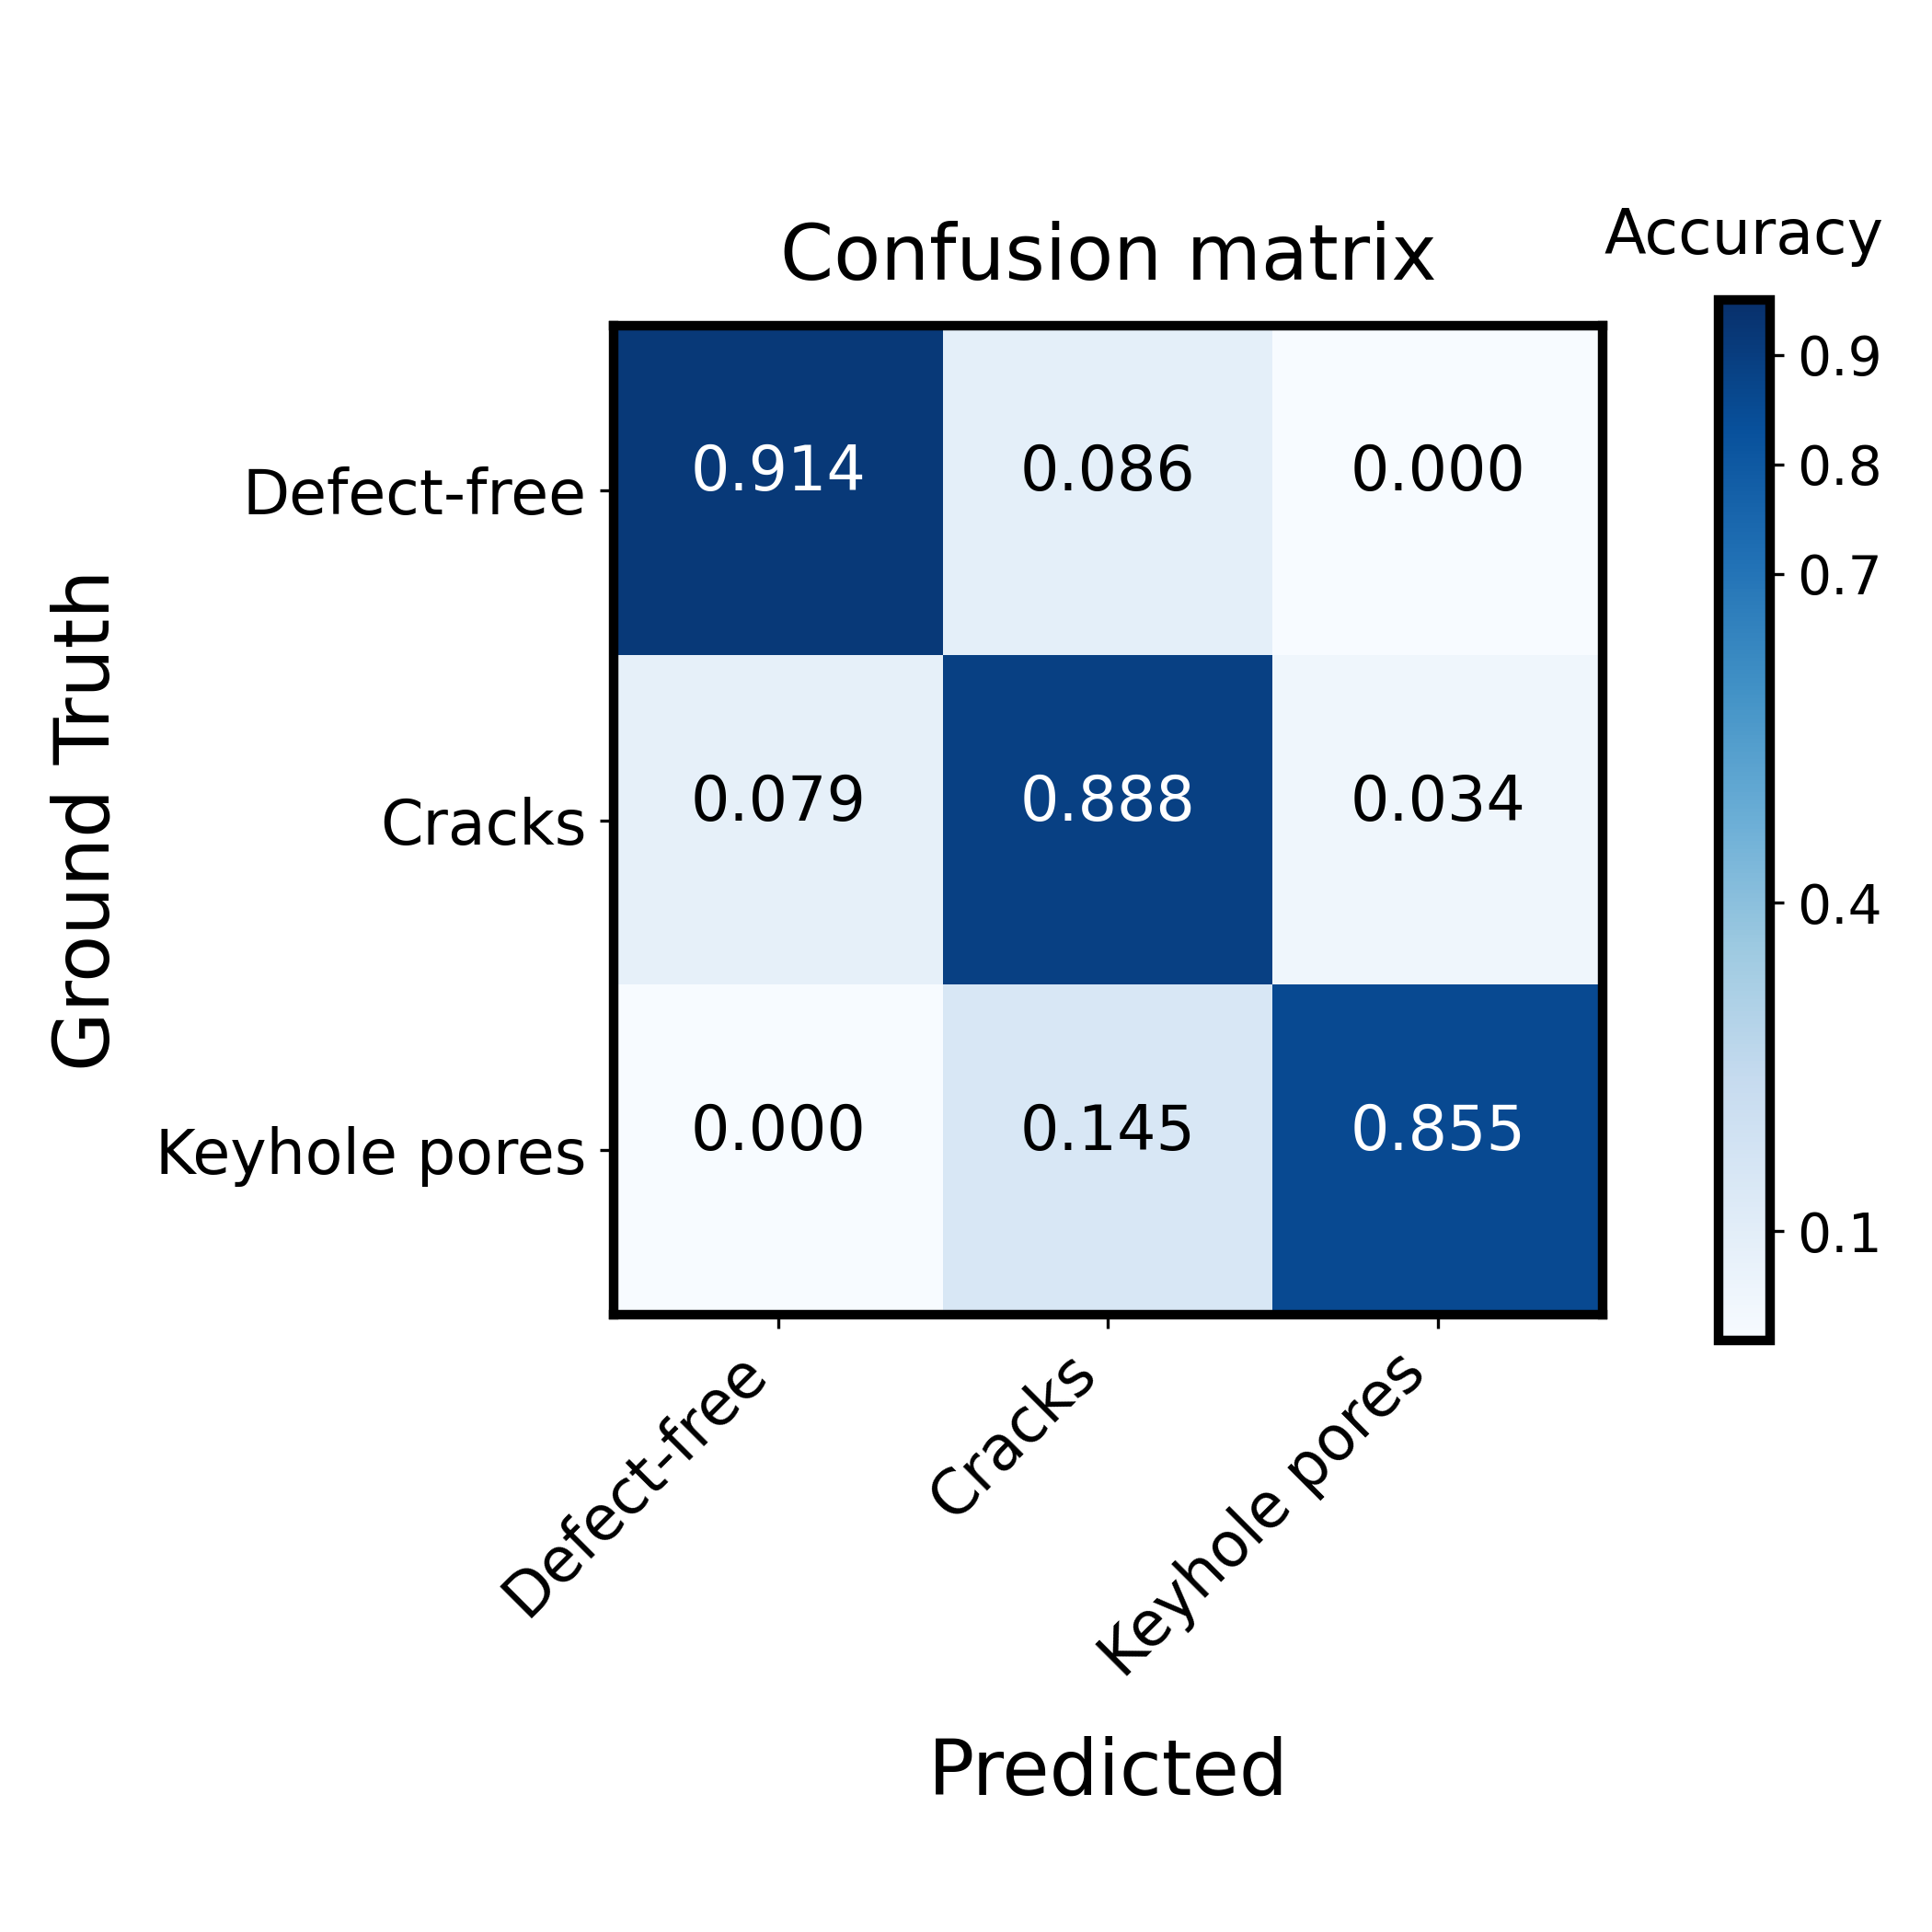 Confusion matrix
Accuracy
Ground Truth
Defect-free
0.914 0.086 0.000
Cracks
0.079 0.888 0.034
Keyhole pores
0.000 0.145 0.855
0.9
0.8
0.7
0.4
0.1
Defect-free
Cracks
Keyhole pores
Predicted